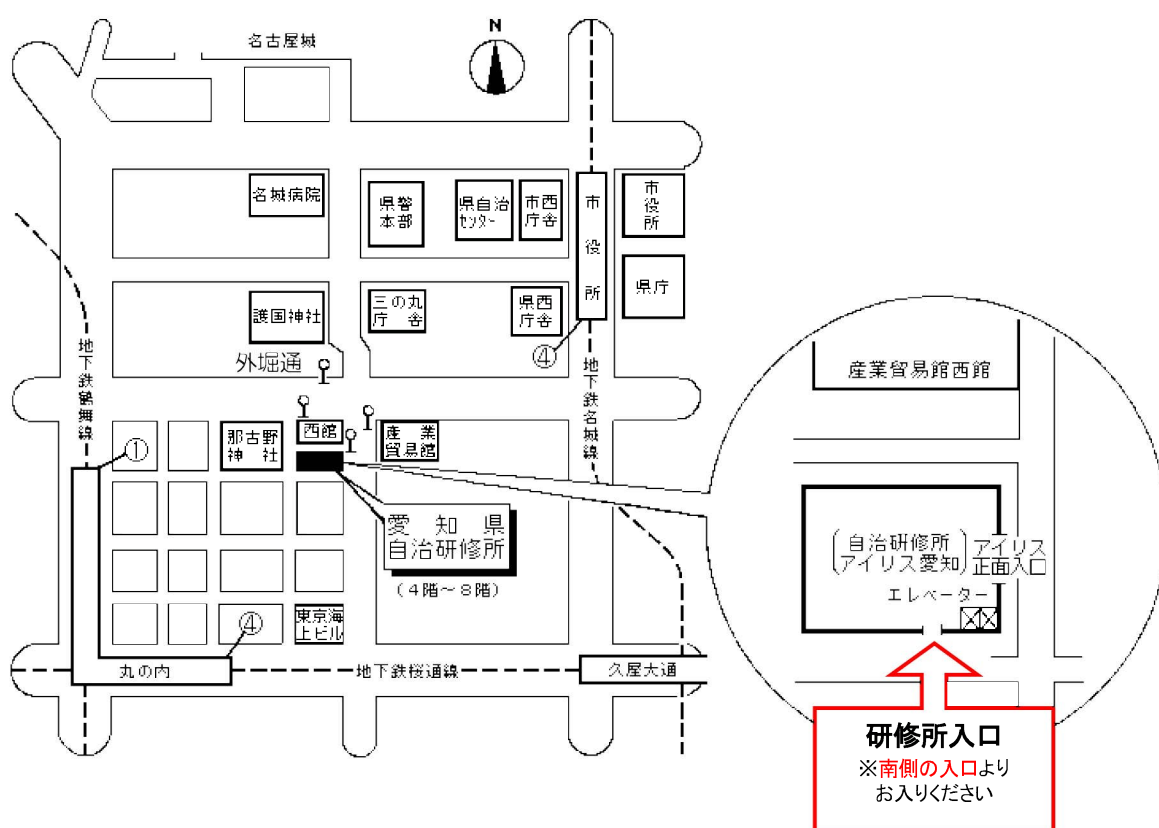 名古屋城
N
名城病院
県警
本部
県自治
センター
市西
庁舎
市役所
市役所
護国神社
三の丸
庁舎
県西
庁舎
県庁
④
外堀通
地下鉄鶴舞線
地下鉄名城線
①
那古野
神社
西館
産業
貿易館
愛知県
自治研修所
(4階~8階)
東京海
上ビル
④
丸の内
地下鉄桜通線
久屋大通
産業貿易館西館
自治研修所
アイリス愛知
アイリス
正面入口
エレベーター
研修所入口
※南側の入口より
お入りください